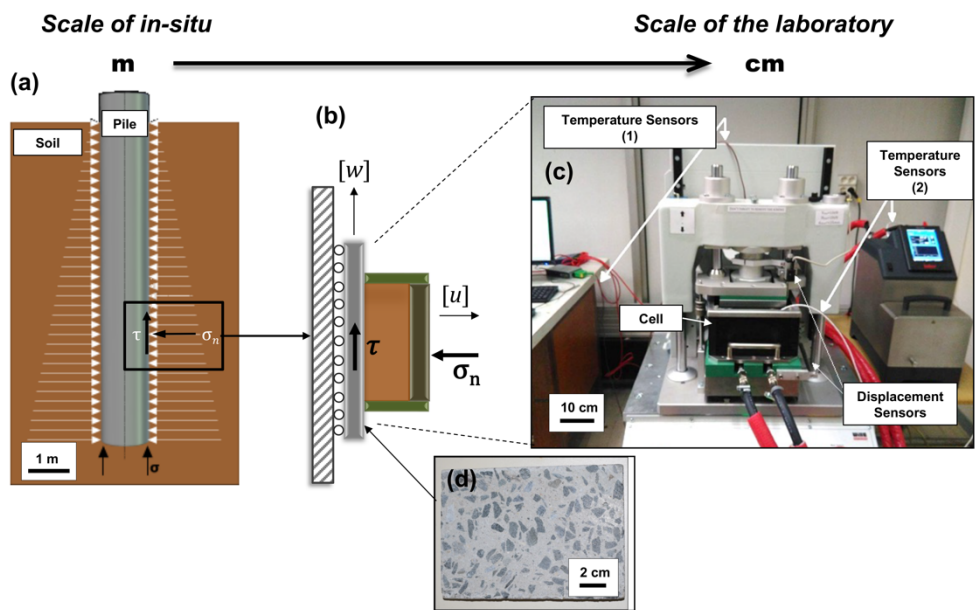 Scale of in-situ
Scale of the laboratory
m
cm
(a)
Pile
Soil
τ
σn
1 m
σ
(b)
[w]
[u]
τ
σn
(c)
Temperature Sensors
(1)
Temperature
Sensors
(2)
Cell
Displacement
Sensors
10 cm
(d)
2 cm